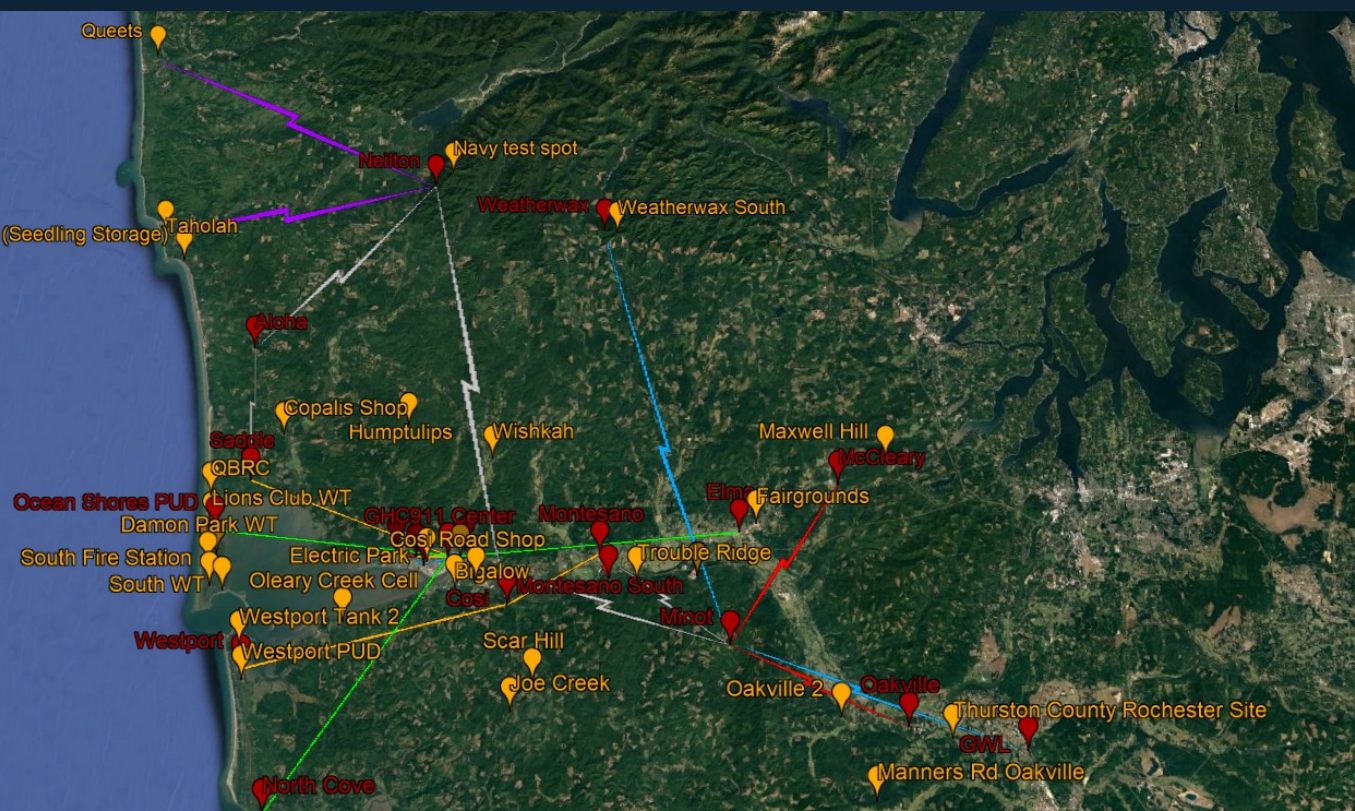 Queets
Navy test spot
Neilton
Weatherwax
Weatherwax South
Taholah
(Seedling Storage)
Aloha
Copalis Shop
Humptulips
Wishkah
Maxwell Hill
Saddle
McCleary
QBRC
Lions Club WT
Ocean Shores PUD
Elma
Fairgrounds
Damon Park WT
GHC911 Center
Montesano
Cosi Road Shop
South Fire Station
Electric Park
Trouble Ridge
South WT
Oleary Creek Cell
Bigalow
Montesano South
Cosi
Westport Tank 2
Minot
Westport
Westport PUD
Scar Hill
Joe Creek
Oakville 2
Oakville
Thurston County Rochester Site
GWL
Manners Rd Oakville
North Cove